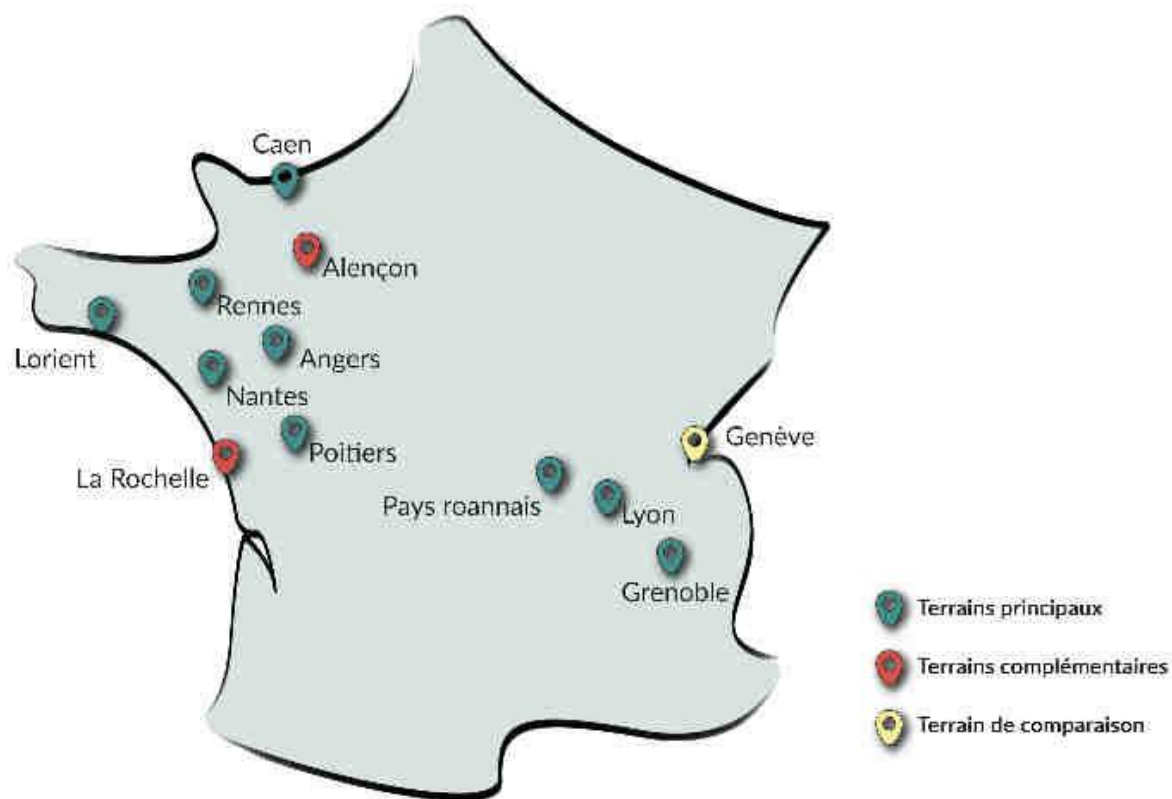 Caen
Alençon
Rennes
Lorient
Angers
Nantes
Poitiers
La Rochelle
Genève
Pays roannais
Lyon
Grenoble
Terrains principaux
Terrains complémentaires
Terrain de comparaison